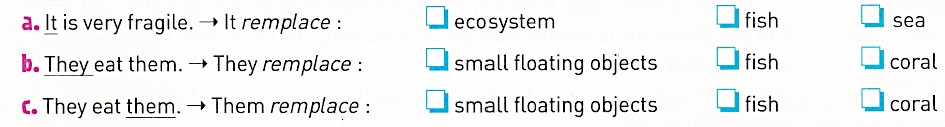 a. It is very fragile. → It remplace : ecosystem fish sea
b. They eat them. → They remplace : small floating objects fish coral
c. They eat them. → Them remplace : small floating objects fish coral